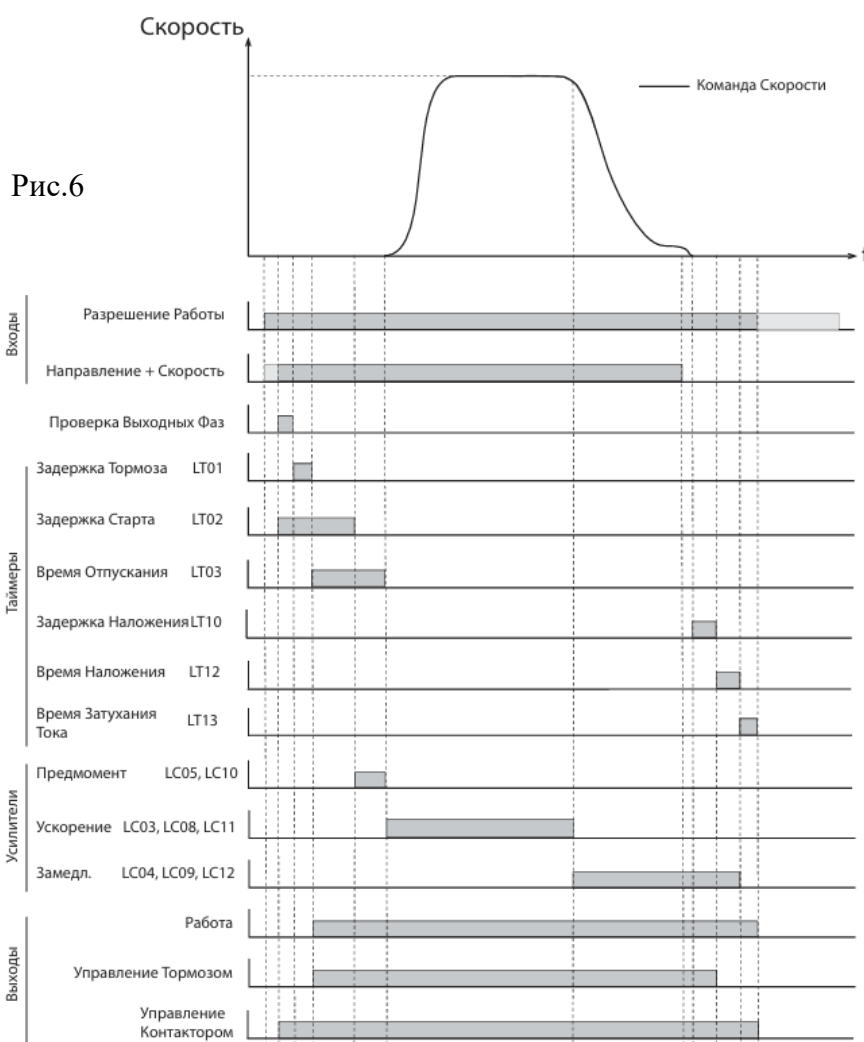 Скорость
Команда Скорости
Рис.6
t
Входы
Разрешение Работы
Направление + Скорость
Проверка Выходных Фаз
Таймеры
Задержка Тормоза LT01
Задержка Старта LT02
Время Отпускания LT03
Задержка Наложения LT10
Время Наложения LT12
Время Затухания
Тока LT13
Усилители
Предмомент LC05, LC10
Ускорение LC03, LC08, LC11
Замедл. LC04, LC09, LC12
Выходы
Работа
Управление Тормозом
Управление
Контактором